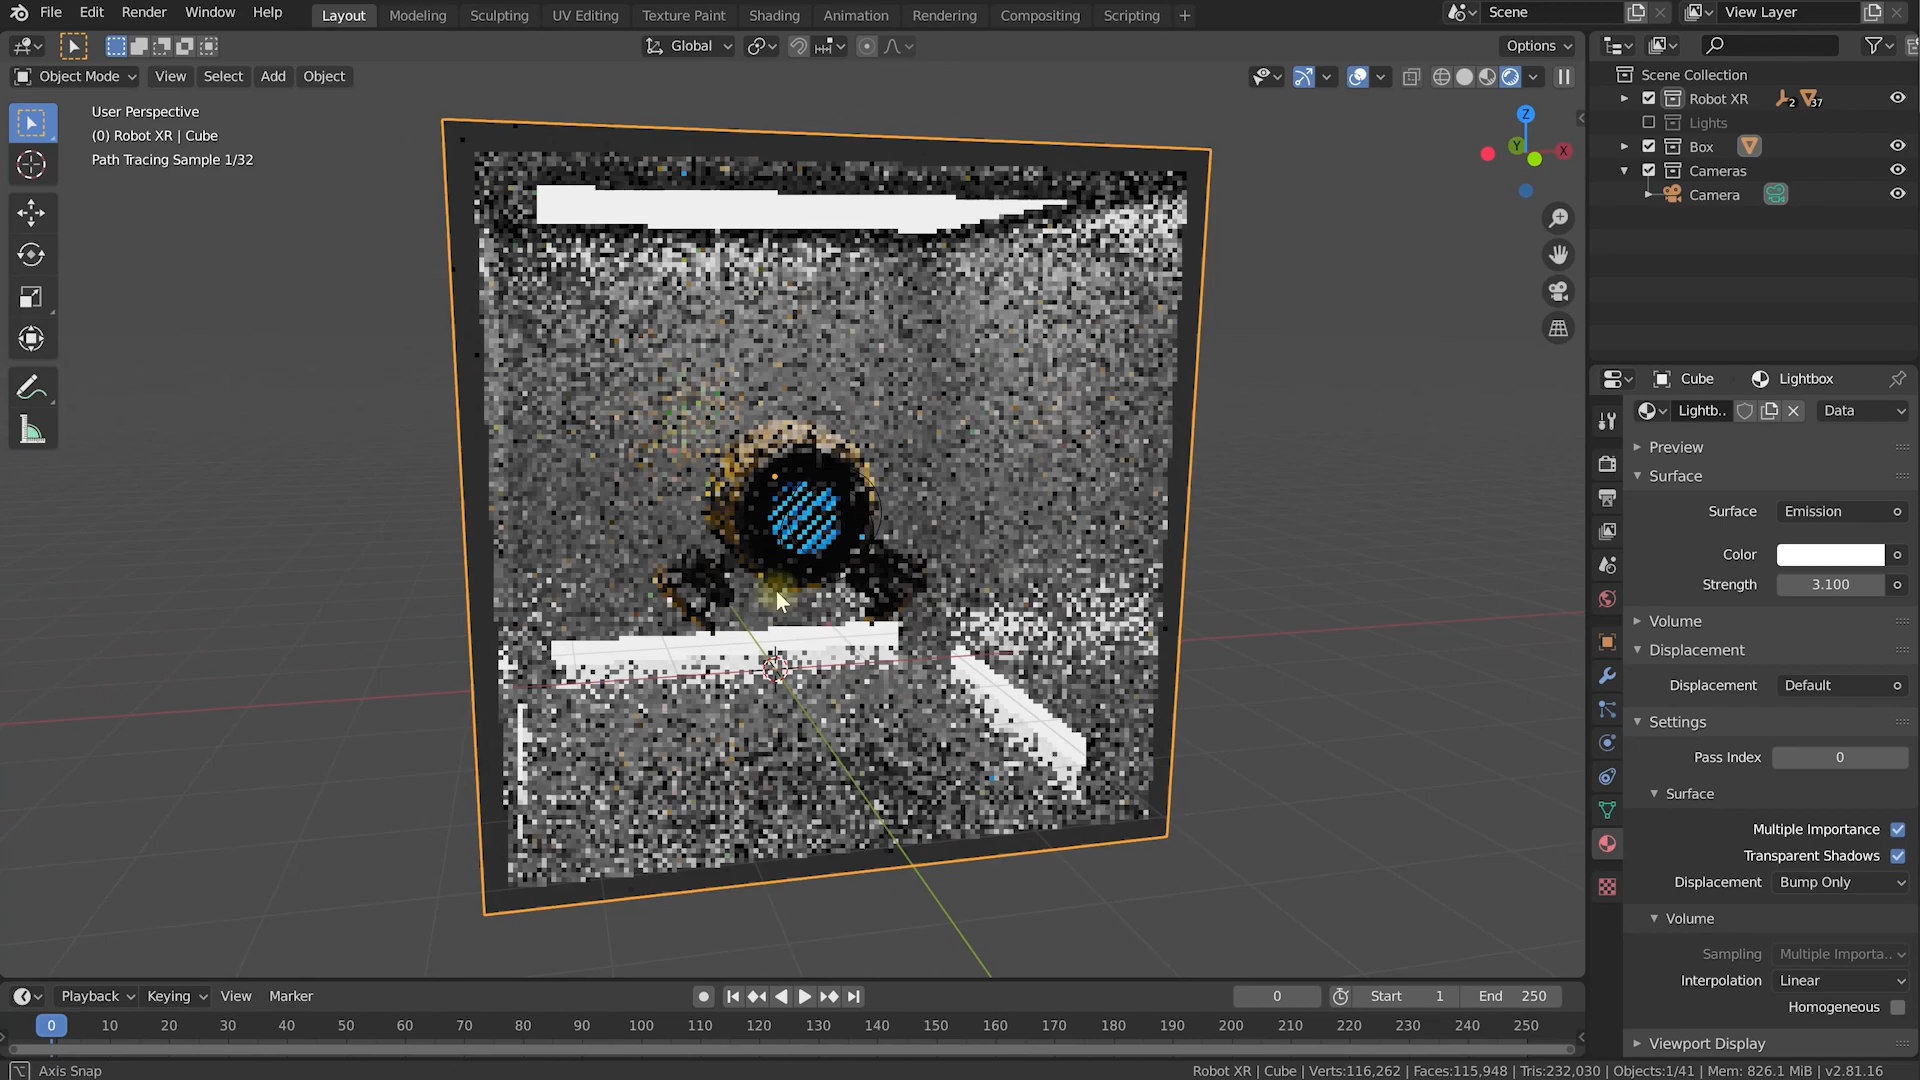 File Edit Render Window Help Layout Modeling Sculpting UV Editing Texture Paint Shading Animation Rendering Compositing Scripting + Scene View Layer
Global Options
Object Mode View Select Add Object
User Perspective
(0) Robot XR | Cube
Path Tracing Sample 1/32
Z
Y
X
Scene Collection
Robot XR 2 37
Lights
Box
Cameras
Camera
Cube Lightbox
Lightb.. Data
Preview
Surface
Surface Emission
Color
Strength 3.100
Volume
Displacement
Displacement Default
Settings
Pass Index 0
Surface
Multiple Importance
Transparent Shadows
Displacement Bump Only
Volume
Sampling Multiple Importa..
Interpolation Linear
Homogeneous
Viewport Display
Playback Keying View Marker 0 Start 1 End 250
0 10 20 30 40 50 60 70 80 90 100 110 120 130 140 150 160 170 180 190 200 210 220 230 240 250
Axis Snap Robot XR | Cube | Verts:116,262 | Faces:115,948 | Tris:232,030 | Objects:1/41 | Mem: 826.1 MiB | v2.81.16